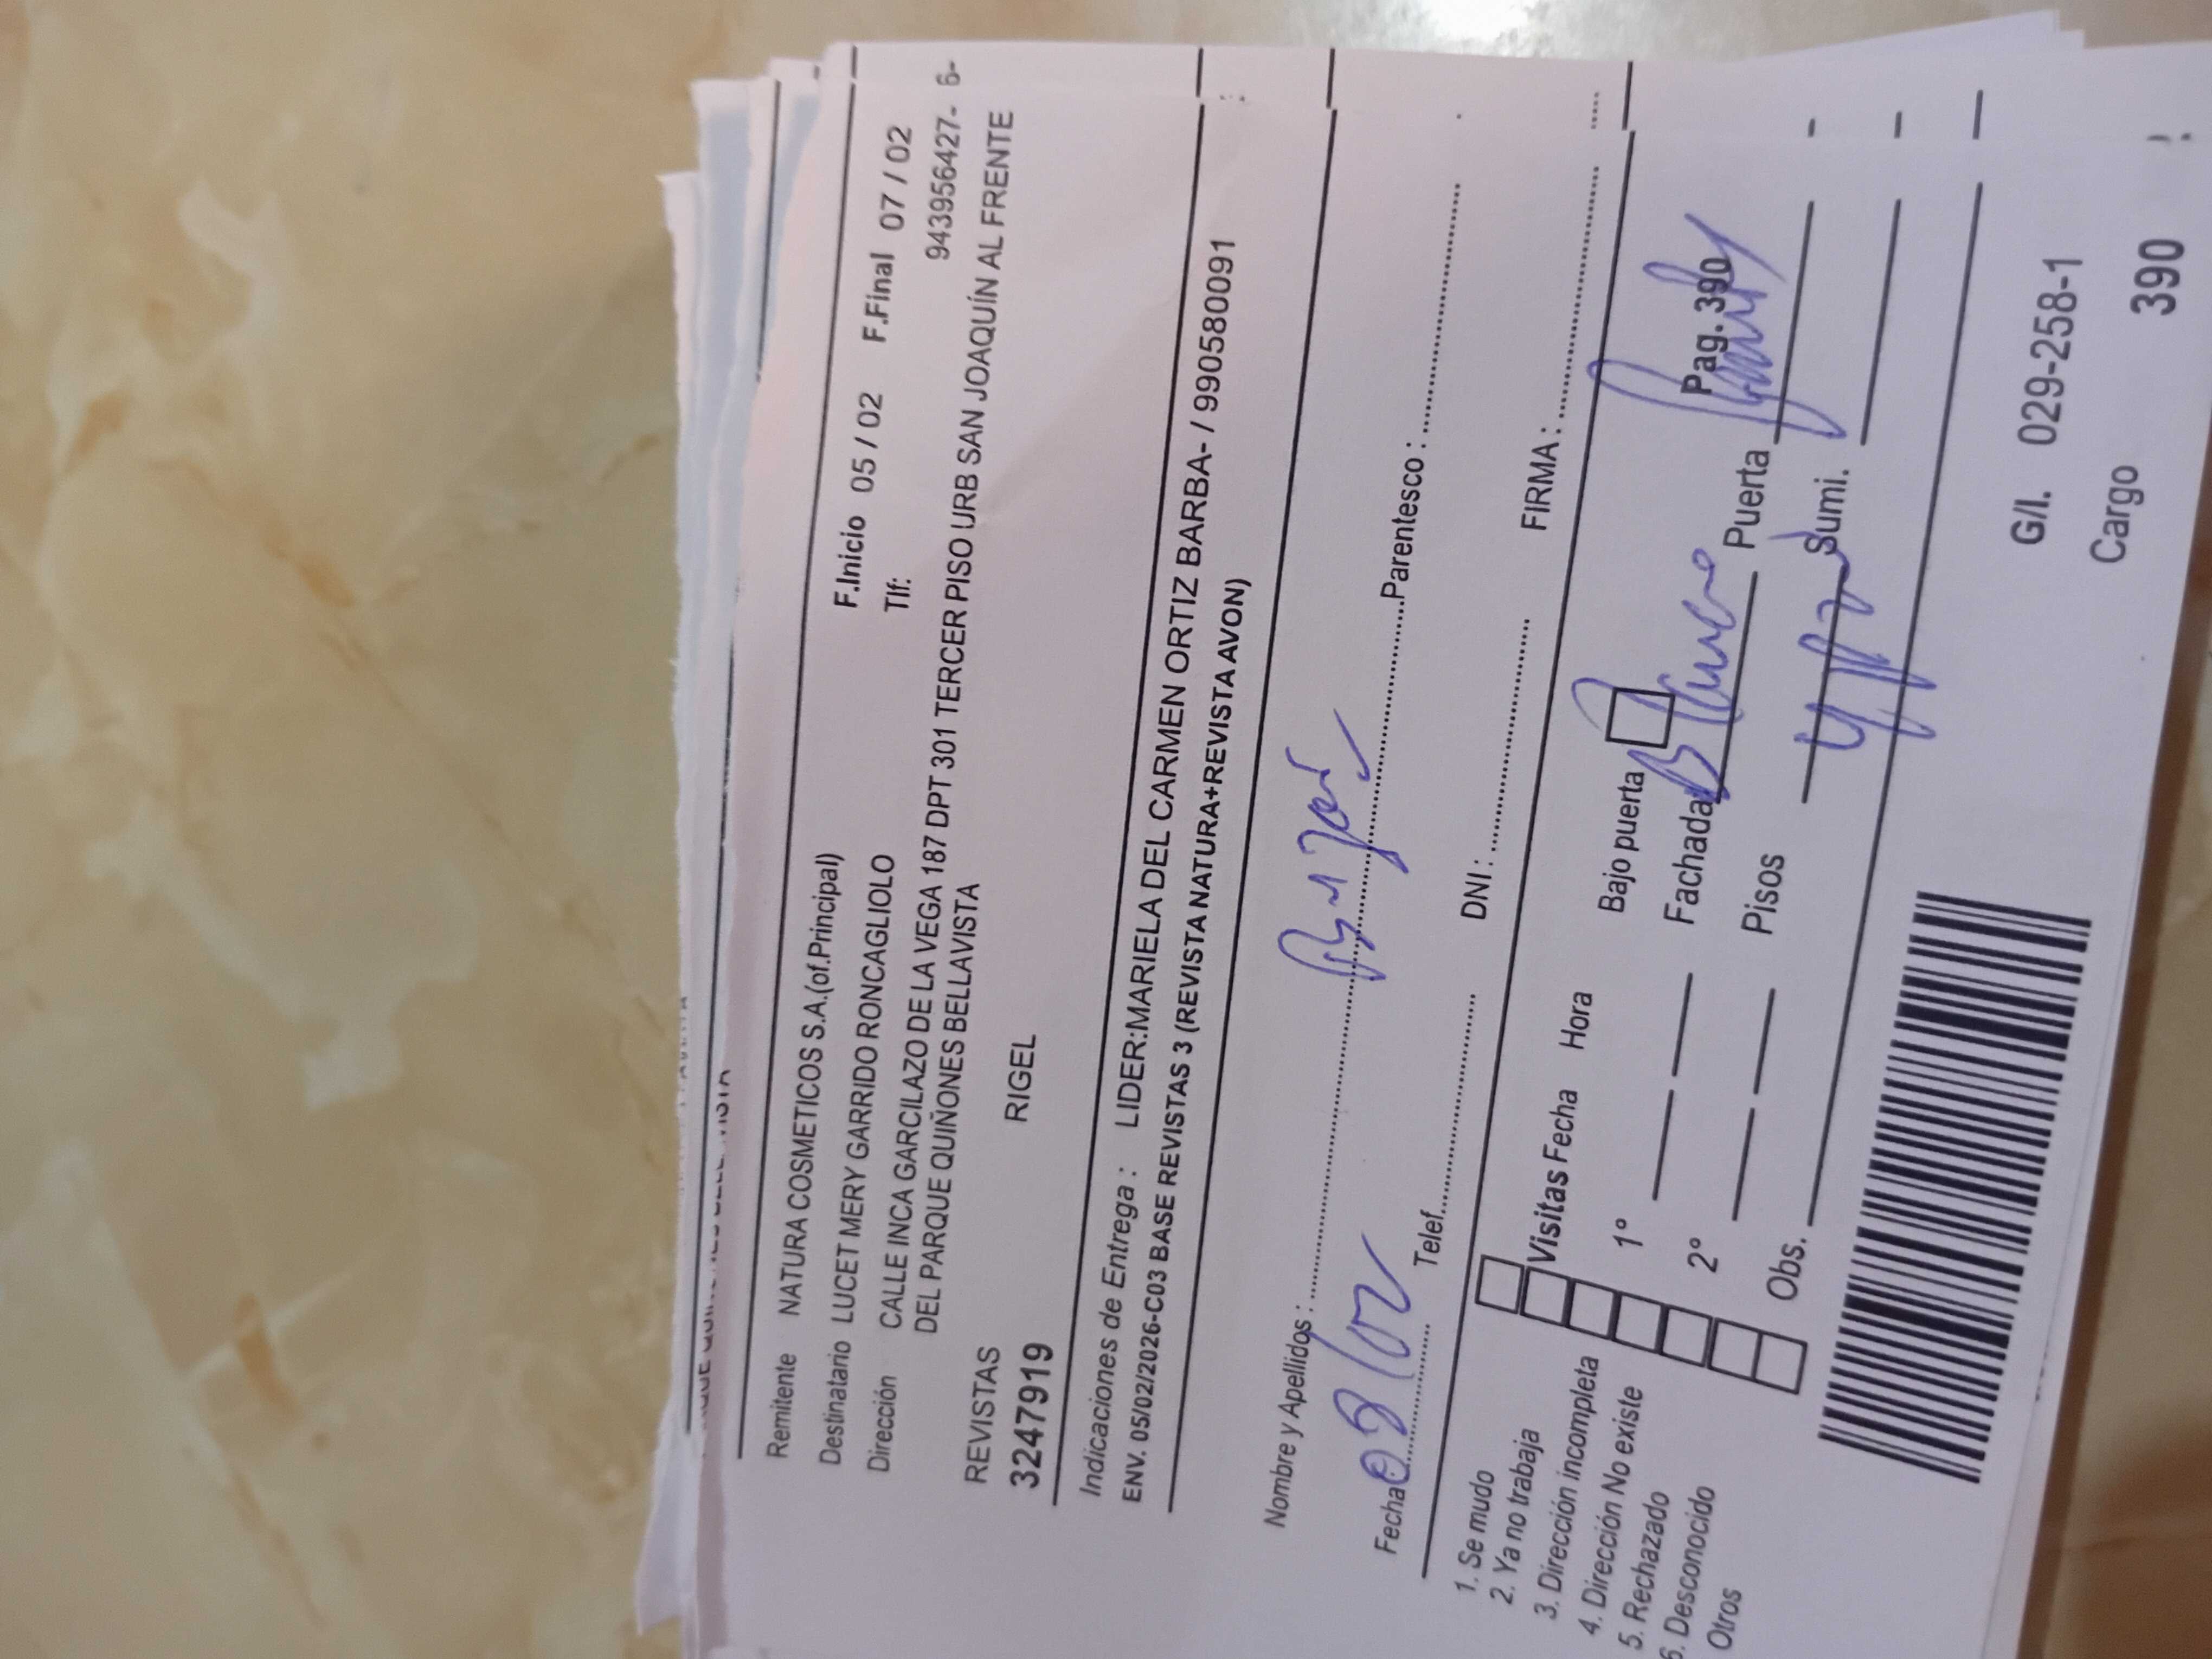 Remitente NATURA COSMETICOS S.A.(of.Principal) F.Inicio 05 / 02 F.Final 07 / 02
Destinatario LUCET MERY GARRIDO RONCAGLIOLO Tlf: 943956427- 6-
Dirección CALLE INCA GARCILAZO DE LA VEGA 187 DPT 301 TERCER PISO URB SAN JOAQUÍN AL FRENTE
DEL PARQUE QUIÑONES BELLAVISTA
REVISTAS RIGEL
3247919
Indicaciones de Entrega : LIDER:MARIELA DEL CARMEN ORTIZ BARBA- / 990580091
ENV. 05/02/2026-C03 BASE REVISTAS 3 (REVISTA NATURA+REVISTA AVON)
Nombre y Apellidos : Parentesco :
Fecha Telef. DNI : FIRMA :
1. Se mudo
2. Ya no trabaja
3. Dirección incompleta
4. Dirección No existe
5. Rechazado
6. Desconocido
Otros
Visitas Fecha Hora Bajo puerta Pag. 390
1° Fachada Puerta
2° Pisos Sumi.
Obs.
G/I. 029-258-1
Cargo 390